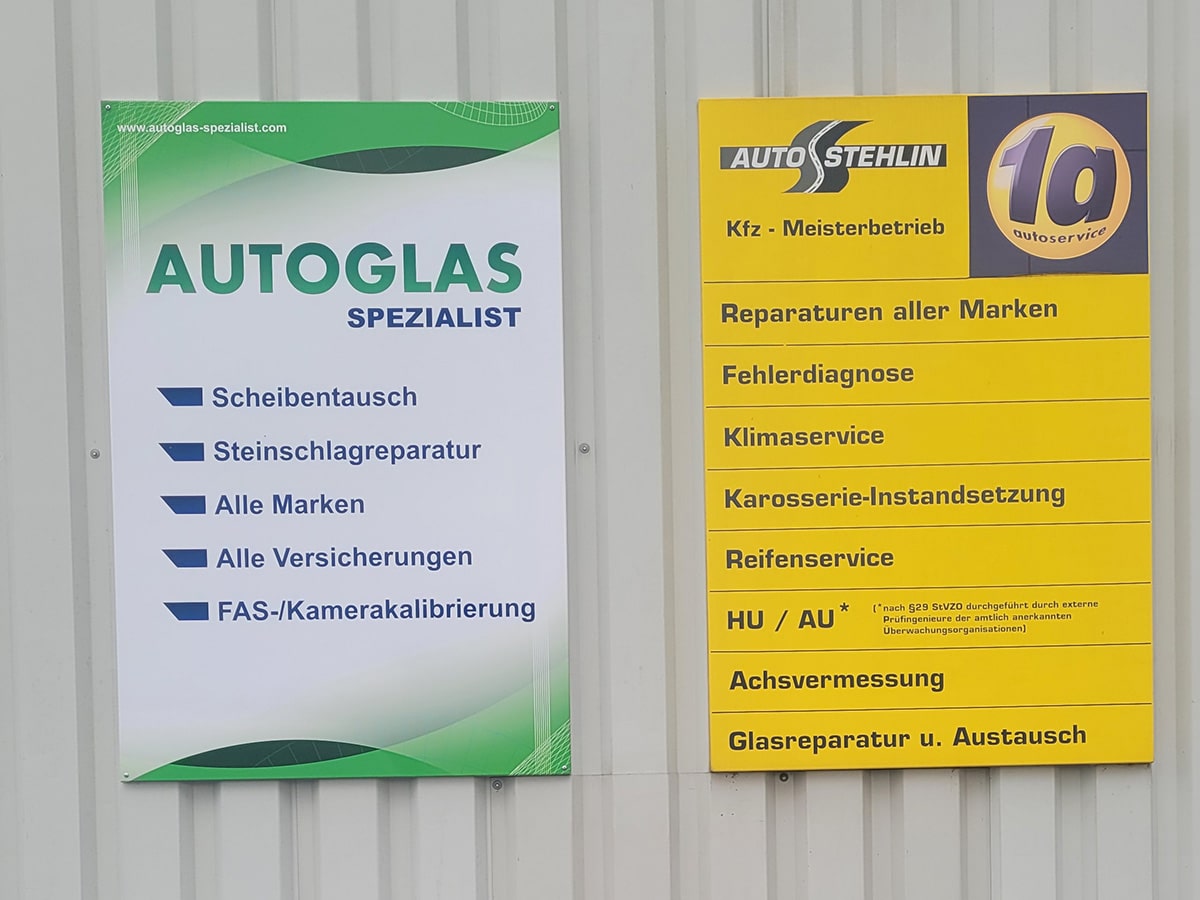 www.autoglas-spezialist.com
AUTOGLAS
SPEZIALIST
Scheibentausch
Steinschlagreparatur
Alle Marken
Alle Versicherungen
FAS-/Kamerakalibrierung
AUTO STEHLIN
Kfz - Meisterbetrieb
1a
autoservice
Reparaturen aller Marken
Fehlerdiagnose
Klimaservice
Karosserie-Instandsetzung
Reifenservice
HU / AU*
(*nach §29 StVZO durchgeführt durch externe
Prüfingenieure der amtlich anerkannten
Überwachungsorganisationen)
Achsvermessung
Glasreparatur u. Austausch